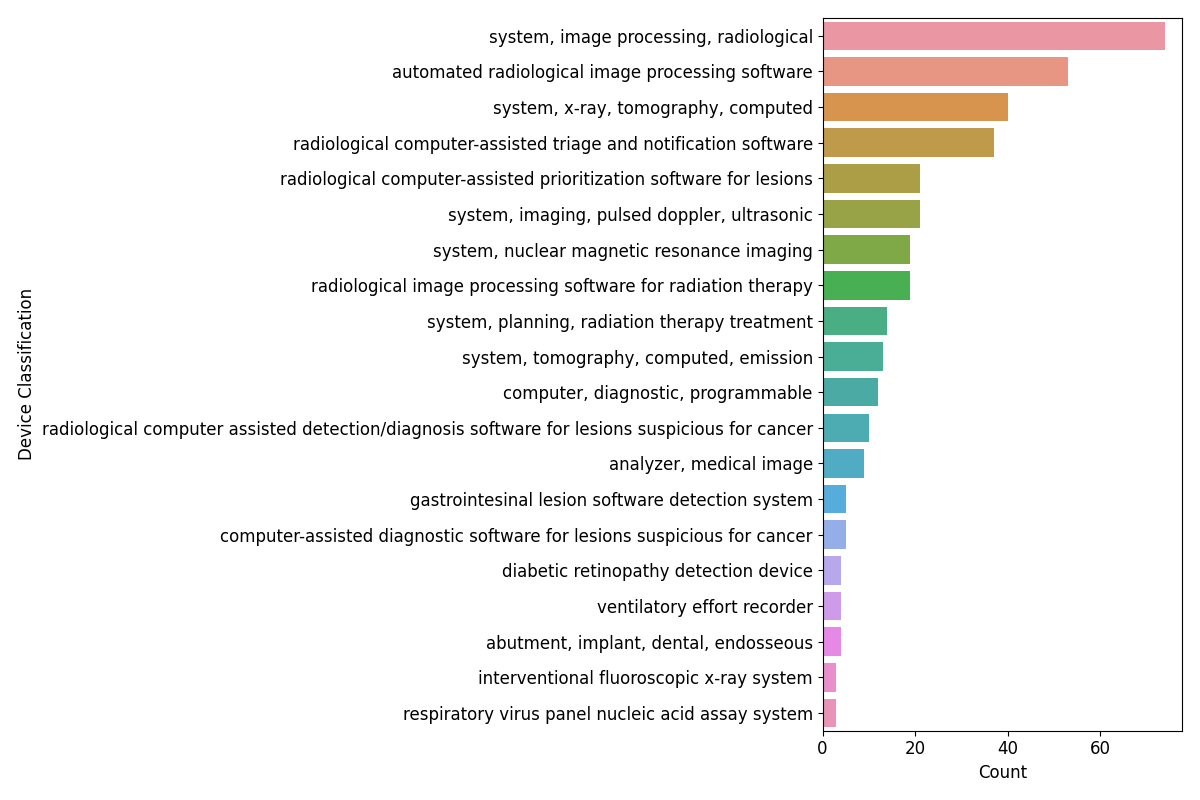 system, image processing, radiological
automated radiological image processing software
system, x-ray, tomography, computed
radiological computer-assisted triage and notification software
radiological computer-assisted prioritization software for lesions
system, imaging, pulsed doppler, ultrasonic
system, nuclear magnetic resonance imaging
radiological image processing software for radiation therapy
system, planning, radiation therapy treatment
system, tomography, computed, emission
computer, diagnostic, programmable
radiological computer assisted detection/diagnosis software for lesions suspicious for cancer
analyzer, medical image
gastrointesinal lesion software detection system
computer-assisted diagnostic software for lesions suspicious for cancer
diabetic retinopathy detection device
ventilatory effort recorder
abutment, implant, dental, endosseous
interventional fluoroscopic x-ray system
respiratory virus panel nucleic acid assay system
Device Classification
0 20 40 60
Count